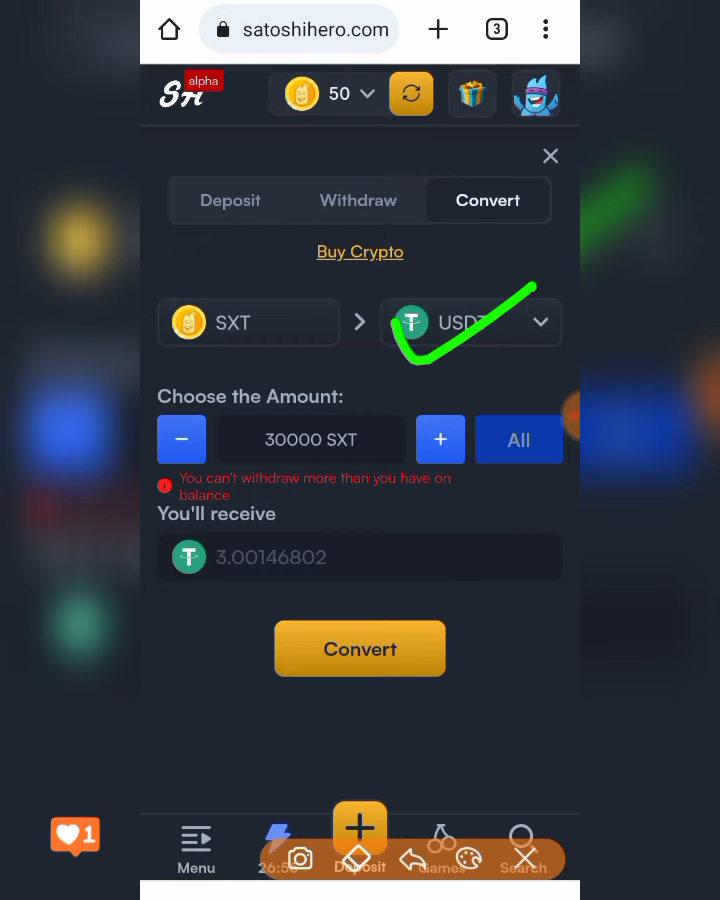 satoshihero.com
3
SH
alpha
50
Deposit
Withdraw
Convert
Buy Crypto
SXT
USDT
Choose the Amount:
30000 SXT
All
You can't withdraw more than you have on
balance
You'll receive
3.00146802
Convert
1
Menu
Deposit
Games
Search